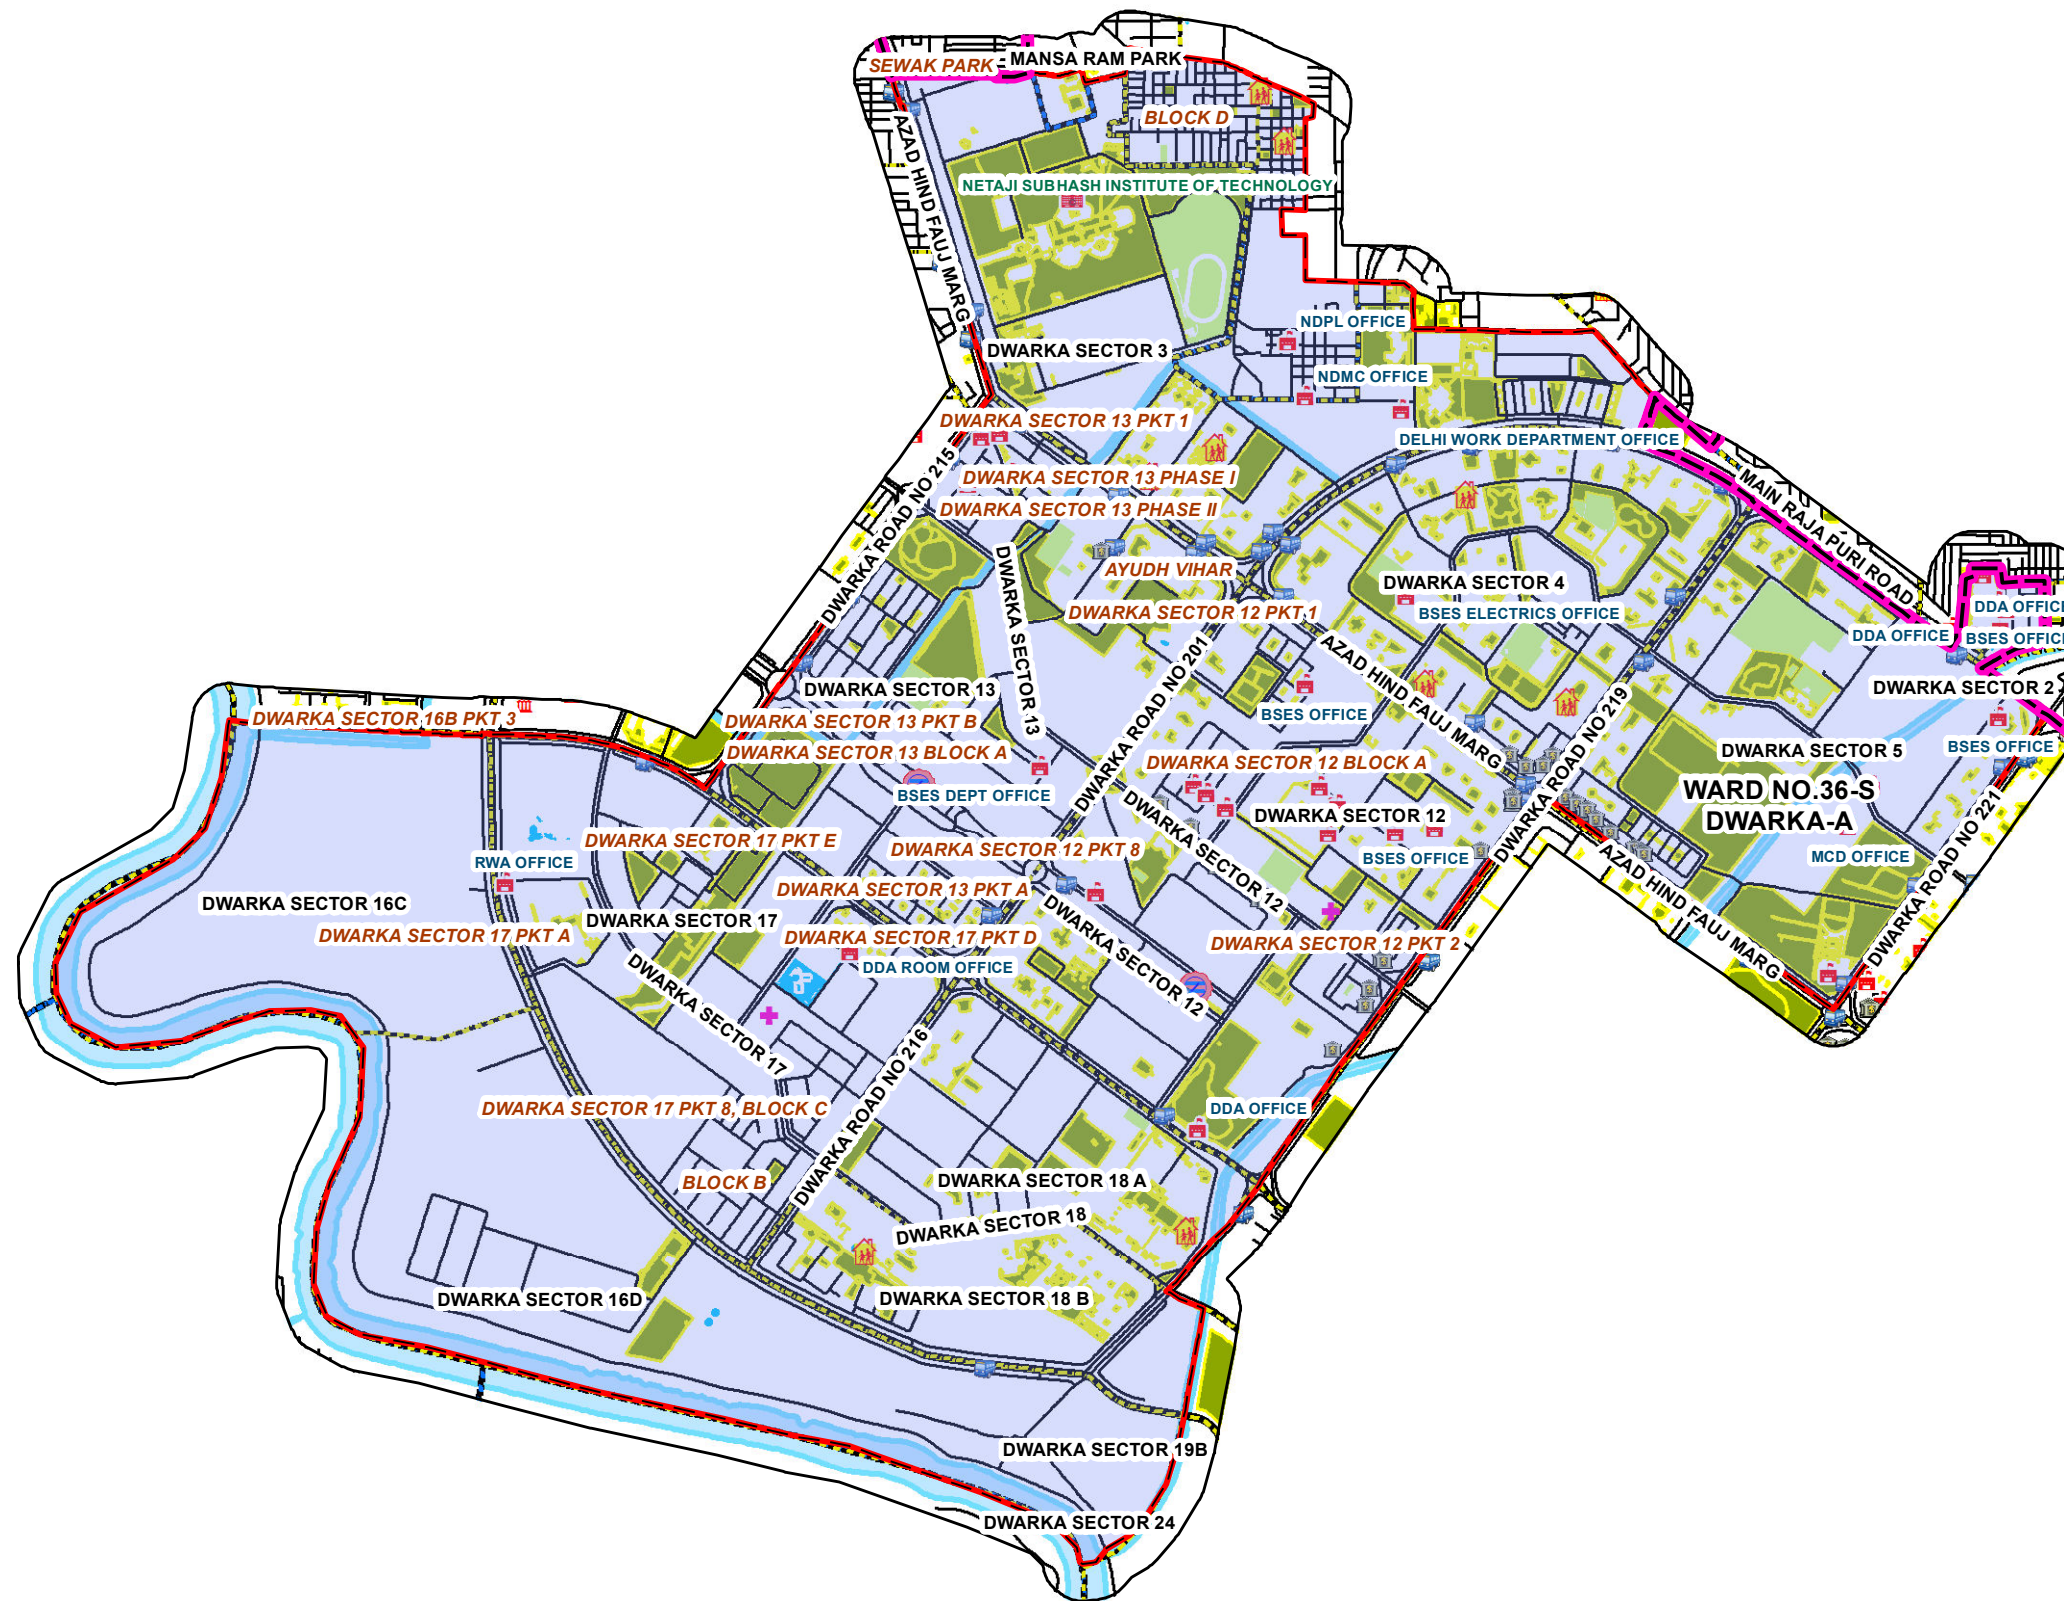 SEWAK PARK
MANSA RAM PARK
BLOCK D
AZAD HIND FAUJ MARG
NETAJI SUBHASH INSTITUTE OF TECHNOLOGY
NDPL OFFICE
DWARKA SECTOR 3
NDMC OFFICE
DWARKA SECTOR 13 PKT 1
DELHI WORK DEPARTMENT OFFICE
DWARKA ROAD NO 215
DWARKA SECTOR 13 PHASE I
DWARKA SECTOR 13 PHASE II
MAIN RAJA PURI ROAD
AYUDH VIHAR
DWARKA SECTOR 13
DWARKA SECTOR 4
DWARKA SECTOR 12 PKT 1
BSES ELECTRICS OFFICE
DDA OFFICE
DDA OFFICE
BSES OFFICE
AZAD HIND FAUJ MARG
DWARKA ROAD NO 201
DWARKA SECTOR 13
DWARKA SECTOR 2
DWARKA SECTOR 16B PKT 3
DWARKA SECTOR 13 PKT B
BSES OFFICE
DWARKA ROAD NO 219
DWARKA SECTOR 13 BLOCK A
DWARKA SECTOR 12 BLOCK A
DWARKA SECTOR 5
BSES OFFICE
WARD NO.36-S
DWARKA-A
BSES DEPT OFFICE
DWARKA SECTOR 12
DWARKA SECTOR 12
DWARKA SECTOR 17 PKT E
DWARKA SECTOR 12 PKT 8
RWA OFFICE
BSES OFFICE
MCD OFFICE
DWARKA ROAD NO 221
AZAD HIND FAUJ MARG
DWARKA SECTOR 13 PKT A
DWARKA SECTOR 16C
DWARKA SECTOR 17
DWARKA SECTOR 17 PKT A
DWARKA SECTOR 17 PKT D
DWARKA SECTOR 12
DWARKA SECTOR 12 PKT 2
DDA ROOM OFFICE
DWARKA SECTOR 17
DWARKA ROAD NO 216
DWARKA SECTOR 17 PKT 8, BLOCK C
DDA OFFICE
BLOCK B
DWARKA SECTOR 18 A
DWARKA SECTOR 18
DWARKA SECTOR 16D
DWARKA SECTOR 18 B
DWARKA SECTOR 19B
DWARKA SECTOR 24